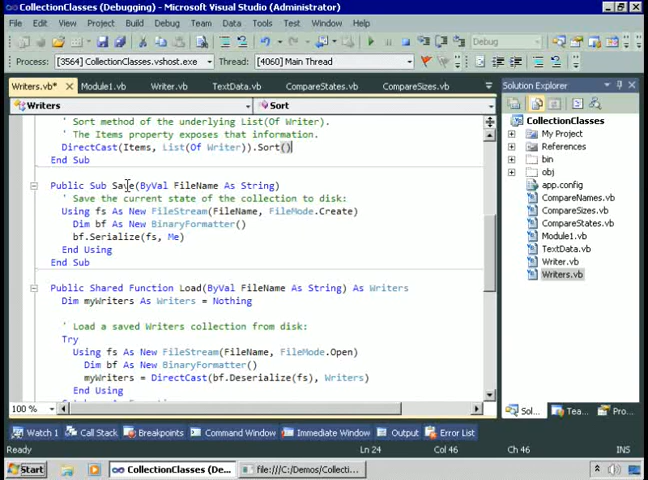 CollectionClasses (Debugging) - Microsoft Visual Studio (Administrator)
File Edit View Project Build Debug Team Data Tools Test Window Help
Debug
Process: [3564] CollectionClasses.vshost.exe Thread: [4060] Main Thread
Writers.vb* Module1.vb Writer.vb TextData.vb CompareStates.vb CompareSizes.vb
Writers Sort
' Sort method of the underlying List(Of Writer).
' The Items property exposes that information.
DirectCast(Items, List(Of Writer)).Sort()
End Sub
Public Sub Save(ByVal FileName As String)
' Save the current state of the collection to disk:
Using fs As New FileStream(FileName, FileMode.Create)
Dim bf As New BinaryFormatter()
bf.Serialize(fs, Me)
End Using
End Sub
Public Shared Function Load(ByVal FileName As String) As Writers
Dim myWriters As Writers = Nothing
' Load a saved Writers collection from disk:
Try
Using fs As New FileStream(FileName, FileMode.Open)
Dim bf As New BinaryFormatter()
myWriters = DirectCast(bf.Deserialize(fs), Writers)
End Using
100 %
Solution Explorer
CollectionClasses
My Project
References
bin
obj
app.config
CompareNames.vb
CompareSizes.vb
CompareStates.vb
Module1.vb
TextData.vb
Writer.vb
Writers.vb
Sol... Tea... Pro...
Watch 1 Call Stack Breakpoints Command Window Immediate Window Output Error List
Ready Ln 24 Col 46 Ch 46 INS
Start CollectionClasses (De... file:///C:/Demos/Collecti...